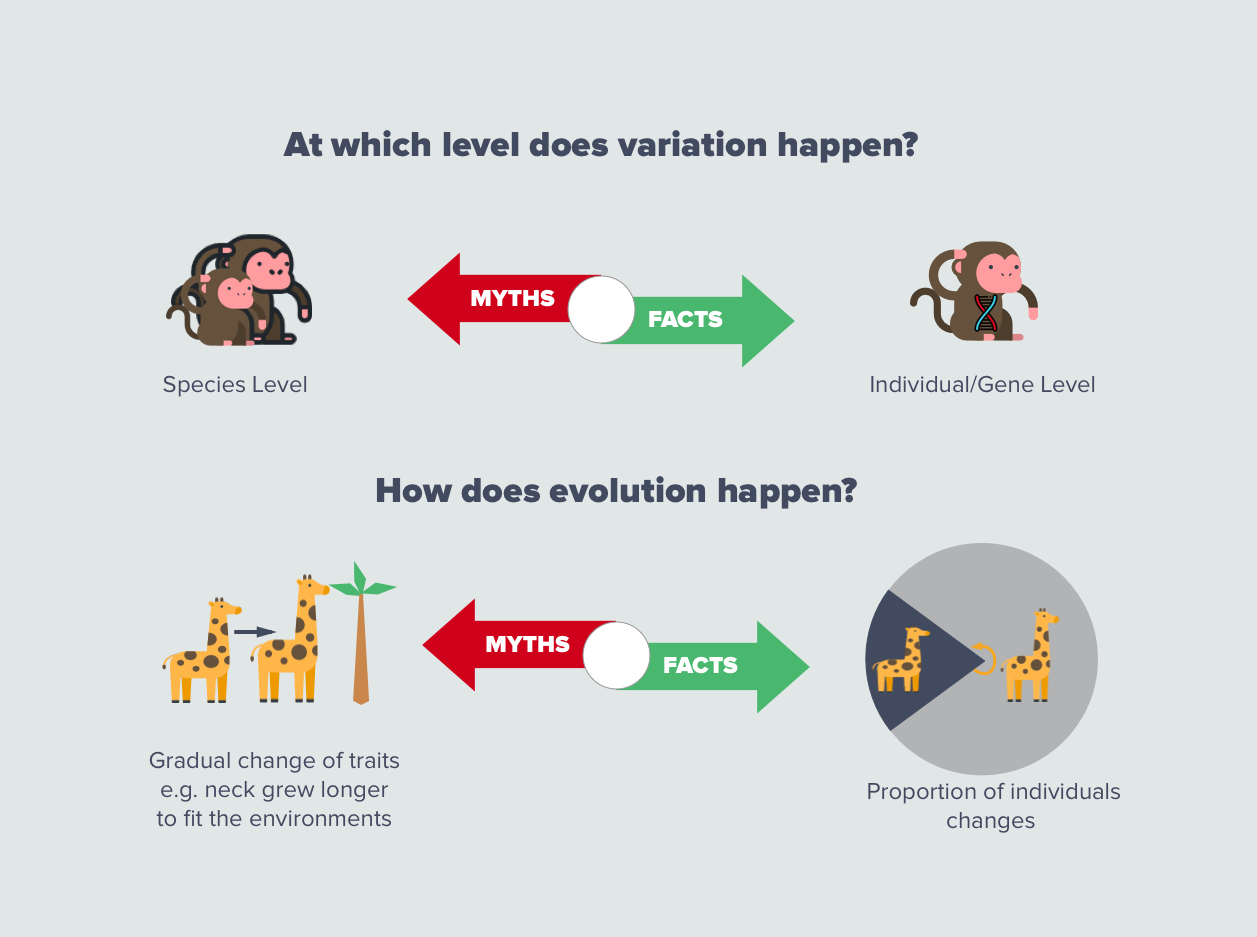 At which level does variation happen?
MYTHS
FACTS
Species Level
Individual/Gene Level
How does evolution happen?
MYTHS
FACTS
Gradual change of traits
e.g. neck grew longer
to fit the environments
Proportion of individuals
changes